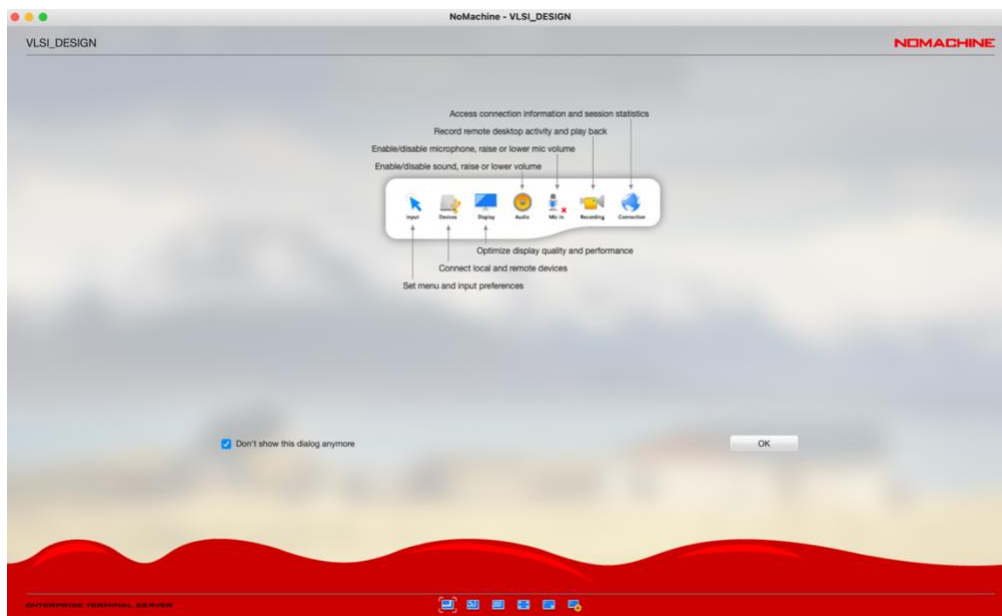 NoMachine - VLSI_DESIGN
VLSI_DESIGN
NOMACHINE
Access connection information and session statistics
Record remote desktop activity and play back
Enable/disable microphone, raise or lower mic volume
Enable/disable sound, raise or lower volume
Input Devices Display Audio Mic in Recording Connection
Optimize display quality and performance
Connect local and remote devices
Set menu and input preferences
Don't show this dialog anymore
OK
ENTERPRISE TERMINAL SERVER